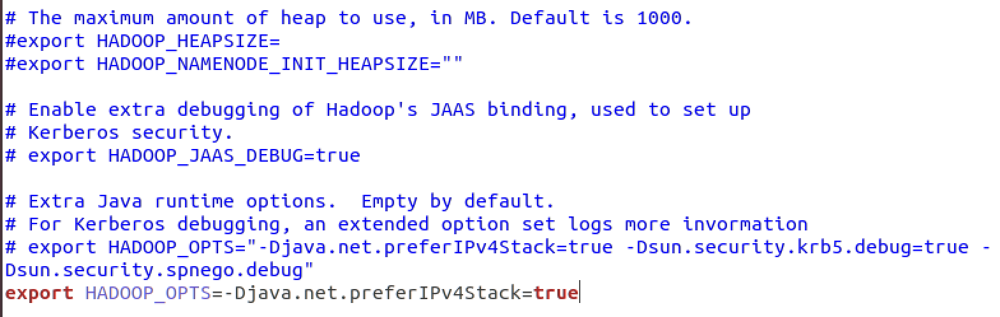 # The maximum amount of heap to use, in MB. Default is 1000.
#export HADOOP_HEAPSIZE=
#export HADOOP_NAMENODE_INIT_HEAPSIZE=""
# Enable extra debugging of Hadoop's JAAS binding, used to set up
# Kerberos security.
# export HADOOP_JAAS_DEBUG=true
# Extra Java runtime options.  Empty by default.
# For Kerberos debugging, an extended option set logs more invormation
# export HADOOP_OPTS="-Djava.net.preferIPv4Stack=true -Dsun.security.krb5.debug=true -
Dsun.security.spnego.debug"
export HADOOP_OPTS=-Djava.net.preferIPv4Stack=true